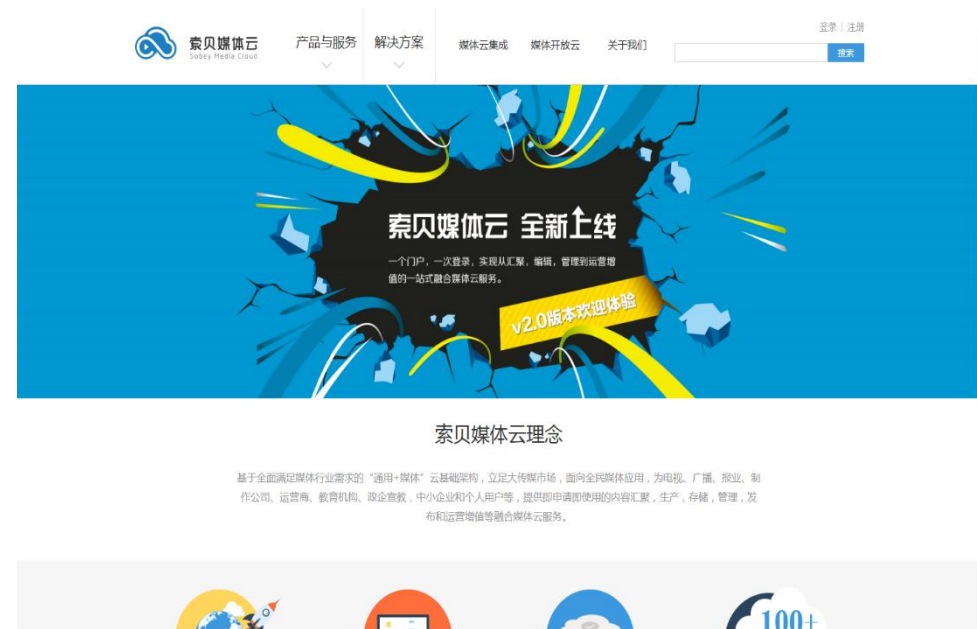 登录 | 注册
索贝媒体云
Sobey Media Cloud
产品与服务 解决方案 媒体云集成 媒体开放云 关于我们
搜索
索贝媒体云 全新上线
一个门户，一次登录，实现从汇聚，编辑，管理到运营增
值的一站式融合媒体云服务。
v2.0版本欢迎体验
索贝媒体云理念
基于全面满足媒体行业需求的“通用+媒体”云基础架构，立足大传媒市场，面向全民媒体应用，为电视、广播、报业、制
作公司、运营商、教育机构、政企宣教，中小企业和个人用户等，提供即申请即使用的内容汇聚，生产，存储，管理，发
布和运营增值等融合媒体云服务。
100+